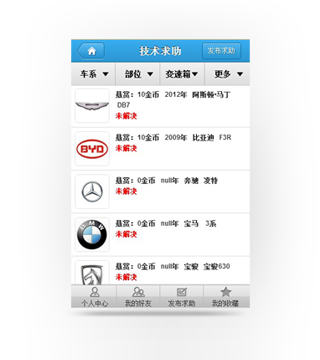 技术求助 发布求助
车系 部位 变速箱 更多
悬赏：10金币 2012年 阿斯顿·马丁
DB7
未解决
悬赏：10金币 2009年 比亚迪 F3R
BYD
未解决
悬赏：0金币 null年 奔驰 凌特
未解决
悬赏：0金币 null年 宝马 3系
BMW
未解决
悬赏：0金币 null年 宝骏 宝骏630
未解决
个人中心 我的好友 发布求助 我的收藏